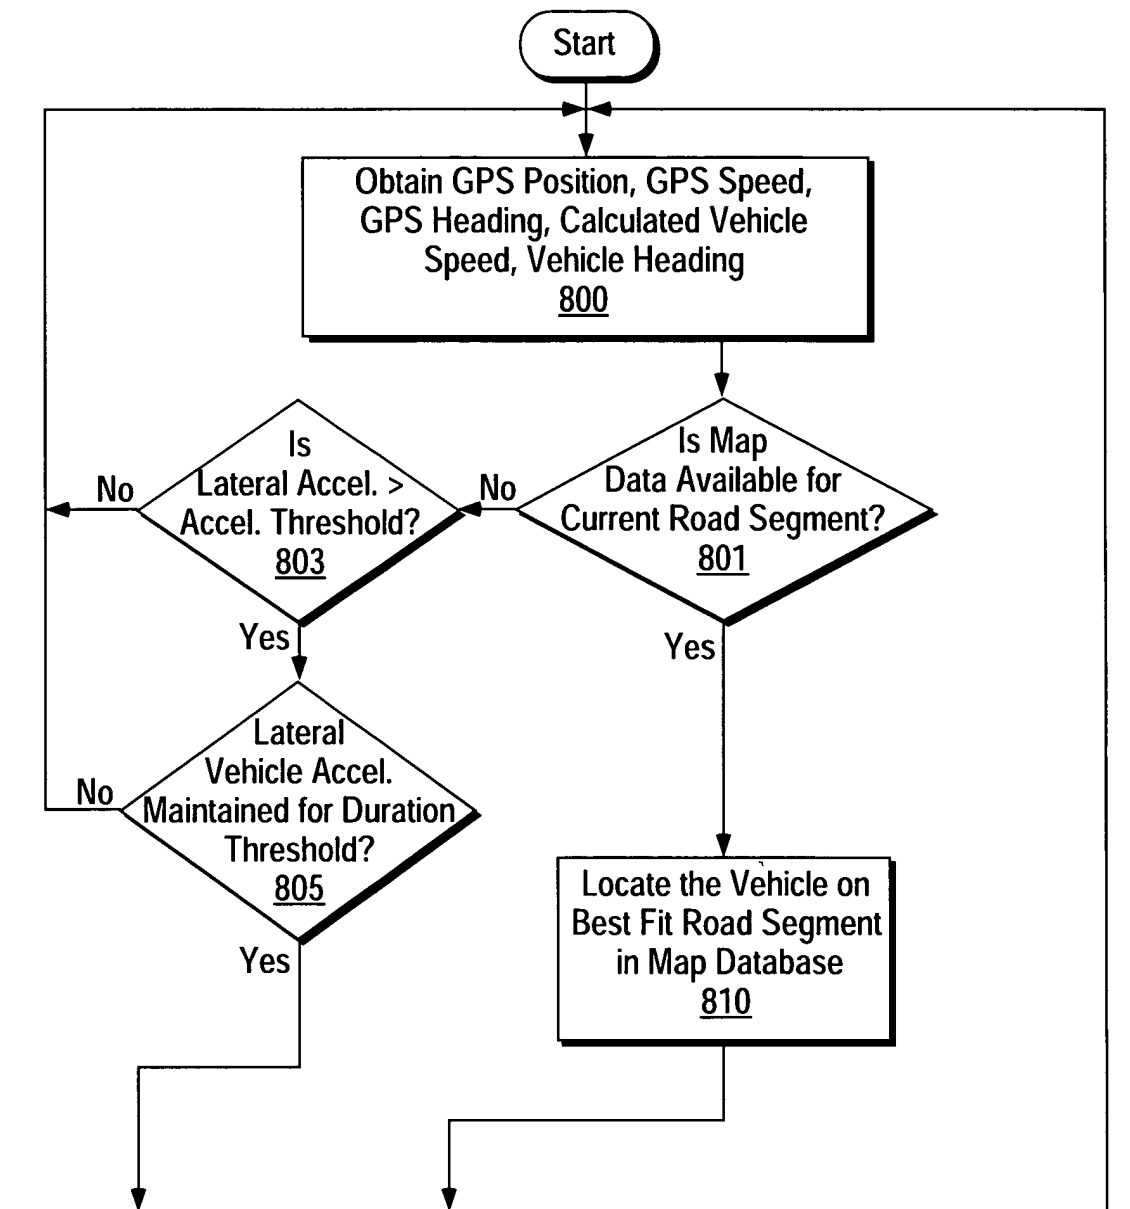 Start
Obtain GPS Position, GPS Speed,
GPS Heading, Calculated Vehicle
Speed, Vehicle Heading
800
Is Map
Data Available for
Current Road Segment?
801
No
Yes
Is
Lateral Accel. >
Accel. Threshold?
803
No
Yes
Lateral
Vehicle Accel.
Maintained for Duration
Threshold?
805
No
Yes
Locate the Vehicle on
Best Fit Road Segment
in Map Database
810